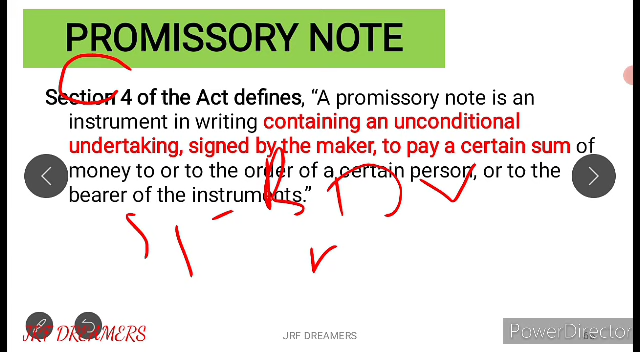 PROMISSORY NOTE
Section 4 of the Act defines, “A promissory note is an
instrument in writing containing an unconditional
undertaking, signed by the maker, to pay a certain sum of
money to or to the order of a certain person, or to the
bearer of the instruments.”
JRF DREAMERS
JRF DREAMERS
PowerDirector